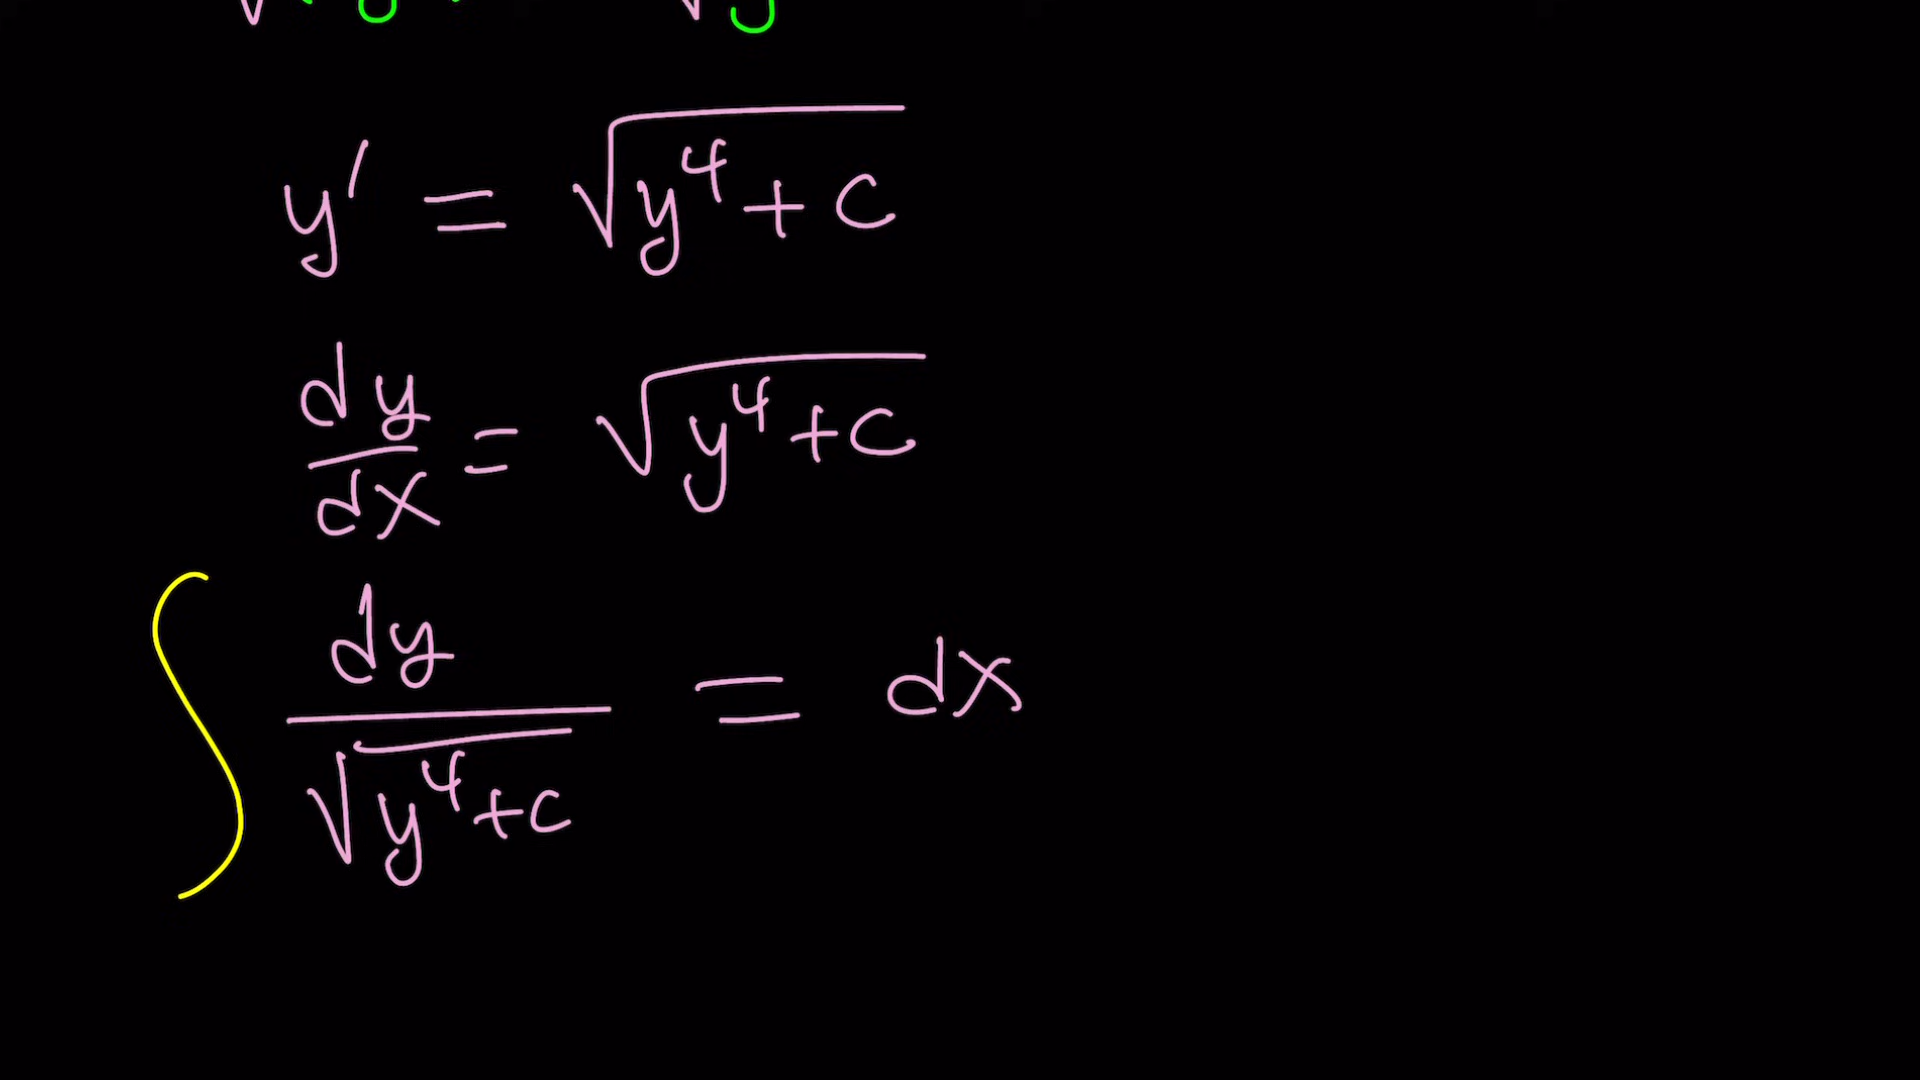 y' = √(y⁴ + c)
dy/dx = √(y⁴ + c)
∫ dy/√(y⁴ + c) = dx